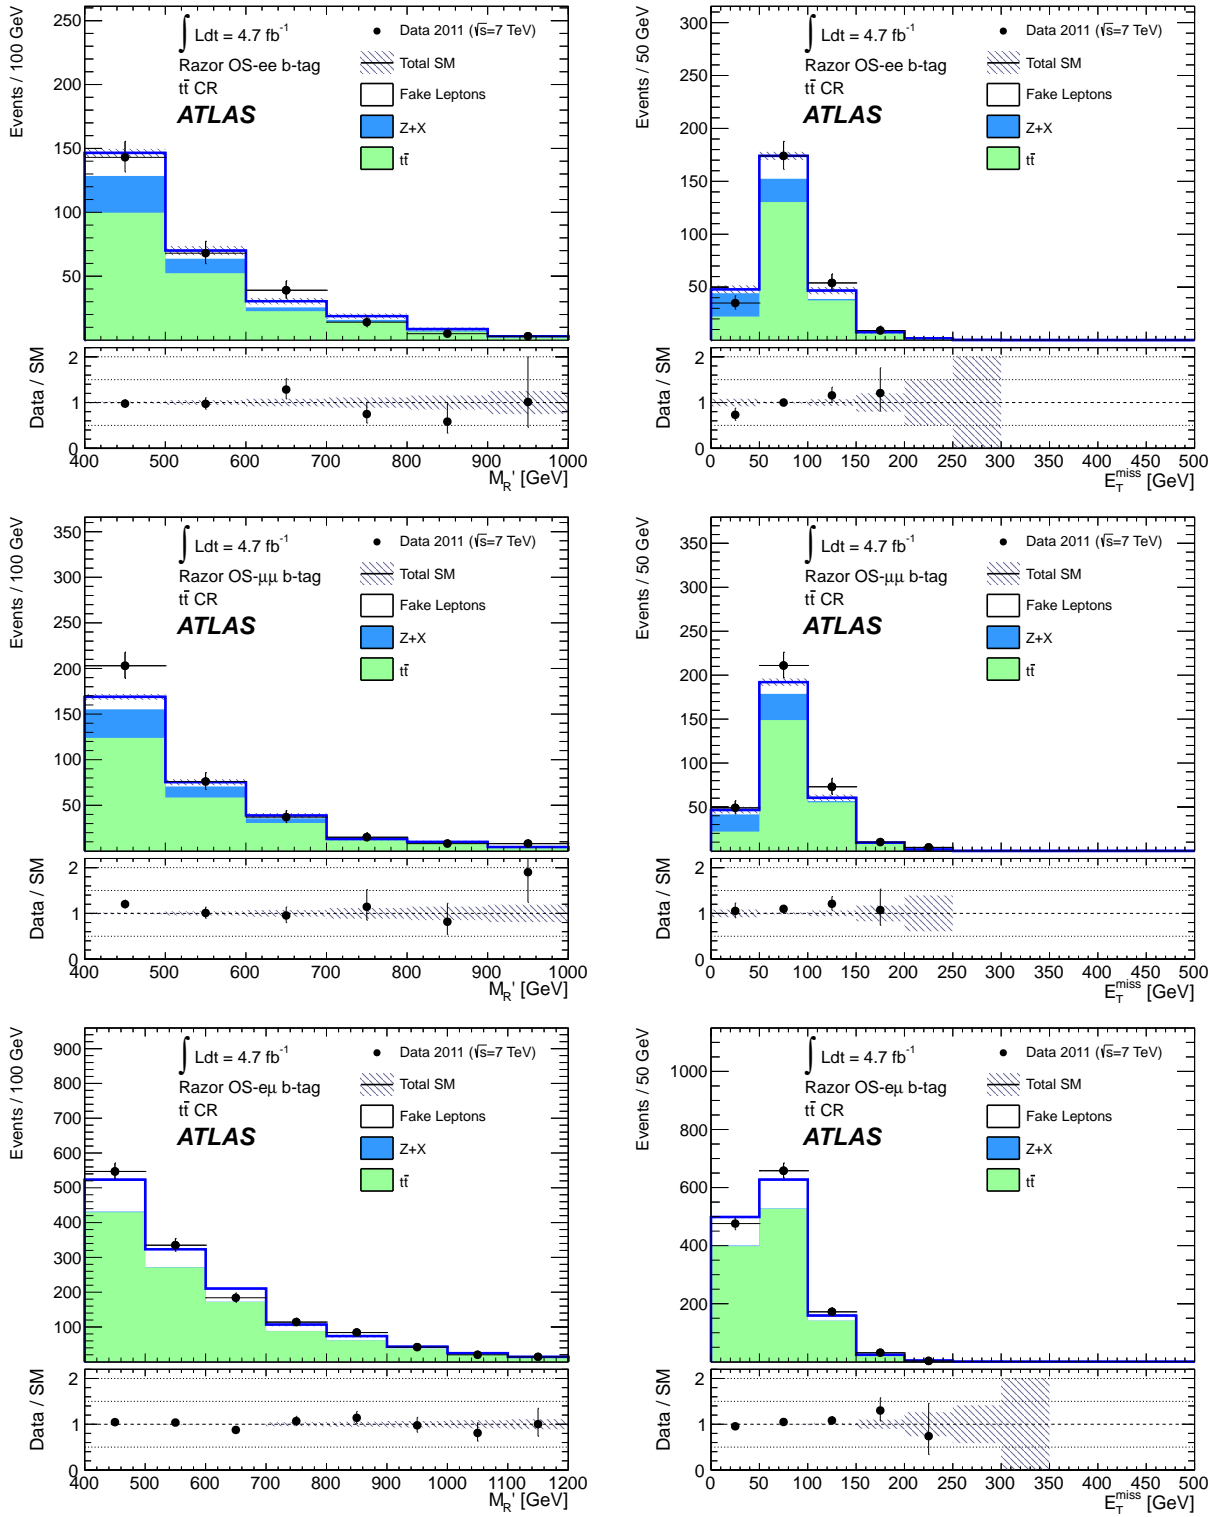 Events / 100 GeV
250
200
150
100
50
∫ Ldt = 4.7 fb⁻¹
Razor OS-ee b-tag
tt̄ CR
ATLAS
Data 2011 (√s=7 TeV)
Total SM
Fake Leptons
Z+X
tt̄
Data / SM
2
1
0
400 500 600 700 800 900 1000
M_R' [GeV]
Events / 50 GeV
300
250
200
150
100
50
∫ Ldt = 4.7 fb⁻¹
Razor OS-ee b-tag
tt̄ CR
ATLAS
Data 2011 (√s=7 TeV)
Total SM
Fake Leptons
Z+X
tt̄
Data / SM
2
1
0
0 50 100 150 200 250 300 350 400 450 500
E_T^miss [GeV]
Events / 100 GeV
350
300
250
200
150
100
50
∫ Ldt = 4.7 fb⁻¹
Razor OS-μμ b-tag
tt̄ CR
ATLAS
Data 2011 (√s=7 TeV)
Total SM
Fake Leptons
Z+X
tt̄
Data / SM
2
1
0
400 500 600 700 800 900 1000
M_R' [GeV]
Events / 50 GeV
350
300
250
200
150
100
50
∫ Ldt = 4.7 fb⁻¹
Razor OS-μμ b-tag
tt̄ CR
ATLAS
Data 2011 (√s=7 TeV)
Total SM
Fake Leptons
Z+X
tt̄
Data / SM
2
1
0
0 50 100 150 200 250 300 350 400 450 500
E_T^miss [GeV]
Events / 100 GeV
900
800
700
600
500
400
300
200
100
∫ Ldt = 4.7 fb⁻¹
Razor OS-eμ b-tag
tt̄ CR
ATLAS
Data 2011 (√s=7 TeV)
Total SM
Fake Leptons
Z+X
tt̄
Data / SM
2
1
0
400 500 600 700 800 900 1000 1100 1200
M_R' [GeV]
Events / 50 GeV
1000
800
600
400
200
∫ Ldt = 4.7 fb⁻¹
Razor OS-eμ b-tag
tt̄ CR
ATLAS
Data 2011 (√s=7 TeV)
Total SM
Fake Leptons
Z+X
tt̄
Data / SM
2
1
0
0 50 100 150 200 250 300 350 400 450 500
E_T^miss [GeV]